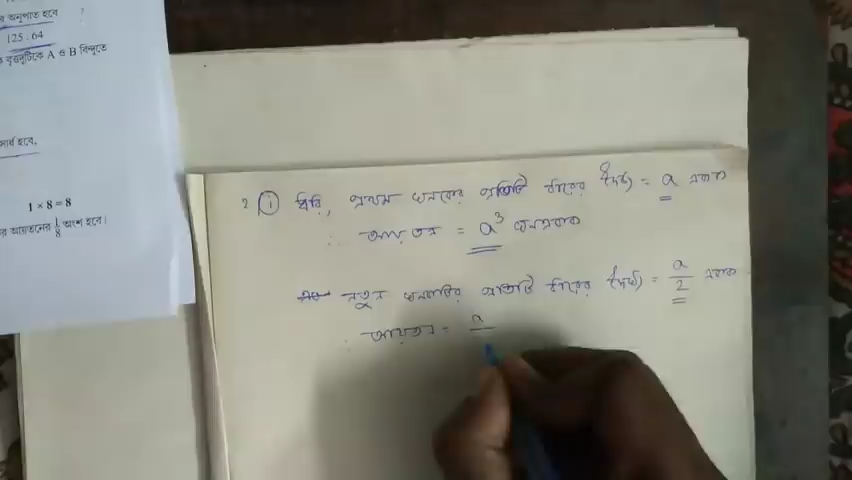 র অনুপাত হবে ?
125:64
বৃত্তদুটিকে A ও B বিন্দুতে
হবে,
1 × 8 = 8
র আয়তনের 1/8 অংশ হবে।
2 (i) ধরি, প্রথম ঘনকের প্রতিটি ধারের দৈর্ঘ্য = a একক
∴ আয়তন = a³ ঘনএকক
নতুন ঘনকটির প্রতিটি ধারের দৈর্ঘ্য = a/2 একক
∴ আয়তন = a